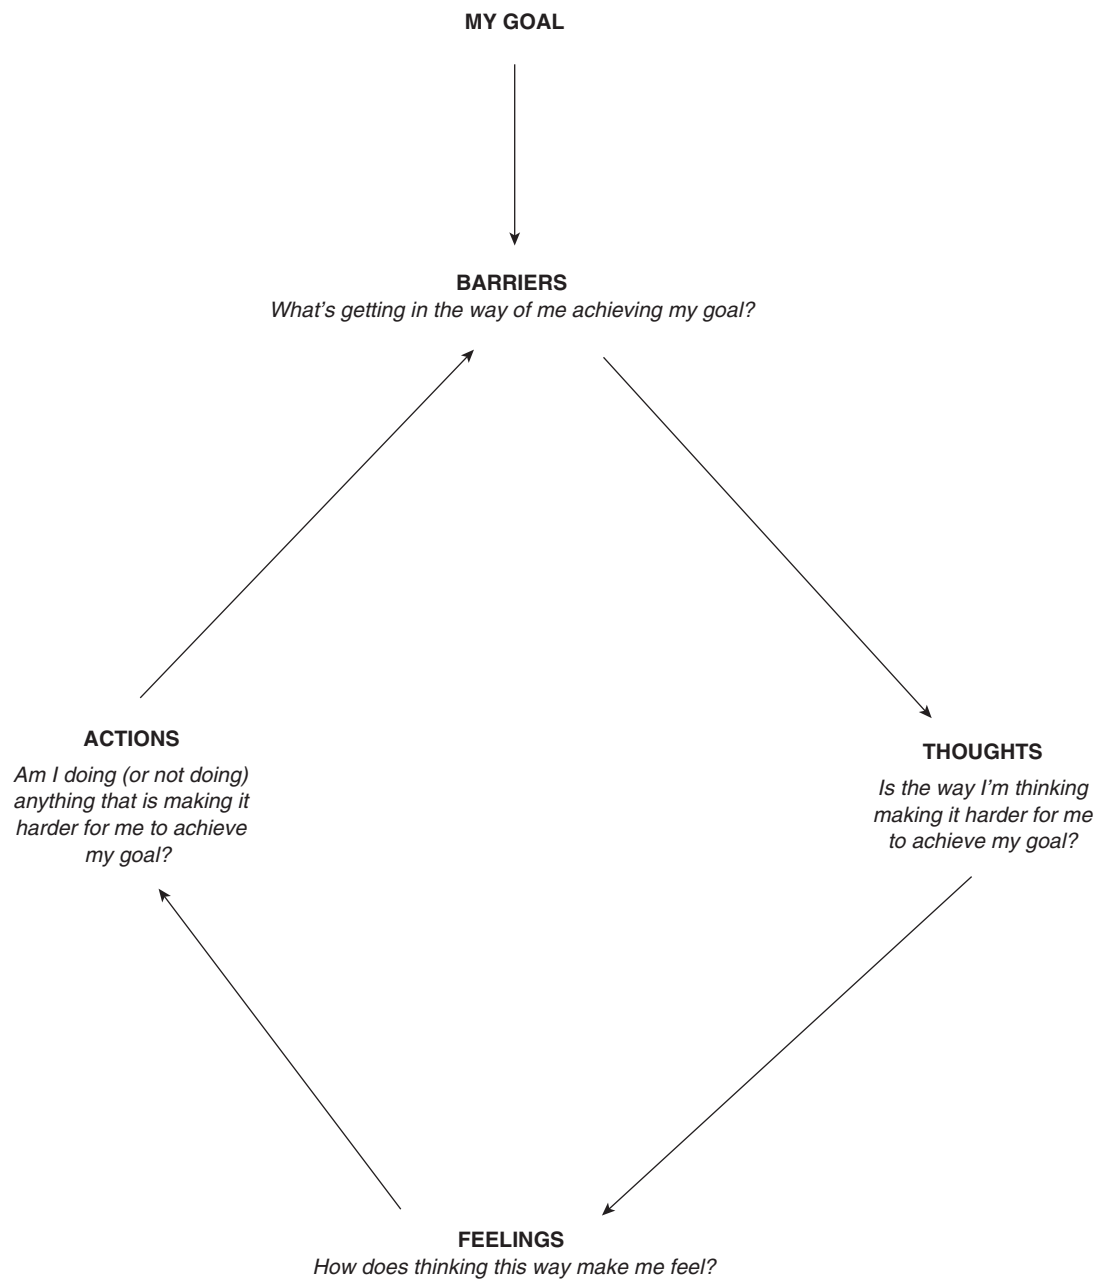 MY GOAL
BARRIERS
What’s getting in the way of me achieving my goal?
ACTIONS
Am I doing (or not doing)
anything that is making it
harder for me to achieve
my goal?
THOUGHTS
Is the way I’m thinking
making it harder for me
to achieve my goal?
FEELINGS
How does thinking this way make me feel?